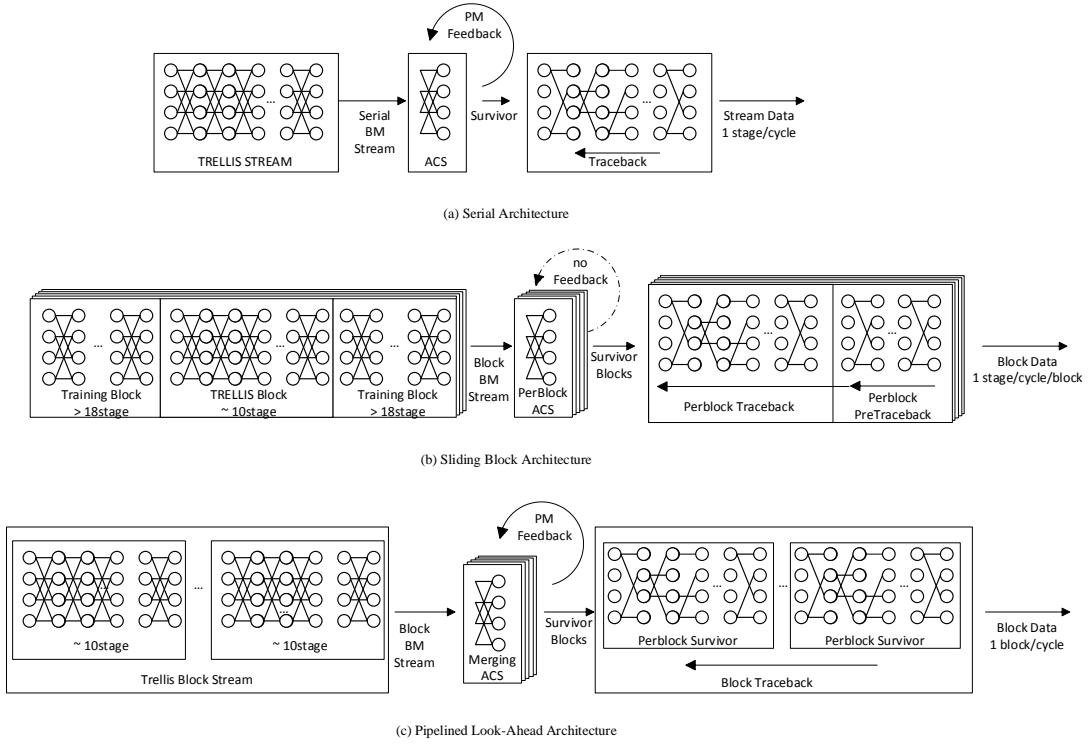 PM
Feedback
...
...
TRELLIS STREAM
Serial
BM
Stream
ACS
Survivor
Traceback
Stream Data
1 stage/cycle
(a) Serial Architecture
no
Feedback
...
...
...
...
...
Training Block
> 18stage
TRELLIS Block
~ 10stage
Training Block
> 18stage
Block
BM
Stream
PerBlock
ACS
Survivor
Blocks
Perblock Traceback
Perblock
PreTraceback
Block Data
1 stage/cycle/block
(b) Sliding Block Architecture
PM
Feedback
...
...
...
...
...
...
~ 10stage
~ 10stage
Trellis Block Stream
Block
BM
Stream
Merging
ACS
Survivor
Blocks
Perblock Survivor
Perblock Survivor
Block Traceback
Block Data
1 block/cycle
(c) Pipelined Look-Ahead Architecture